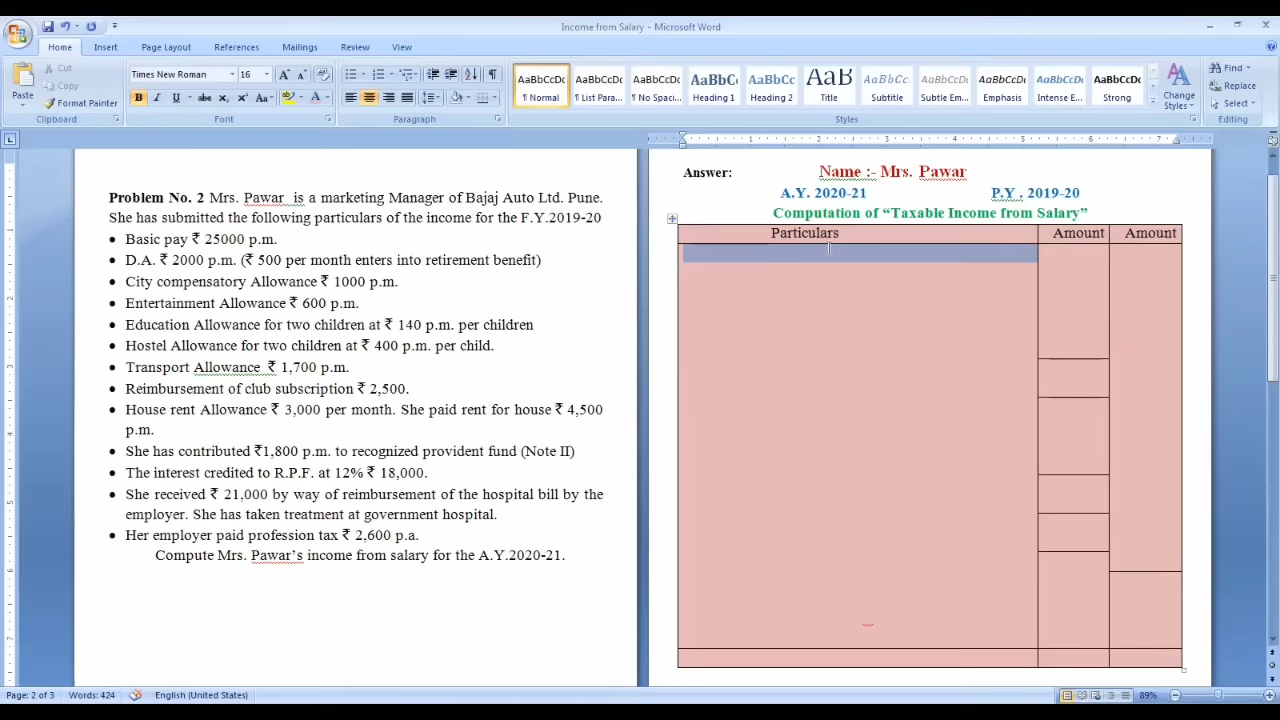 Income from Salary - Microsoft Word
Home Insert Page Layout References Mailings Review View
Paste
Cut
Copy
Format Painter
Clipboard
Times New Roman 16
B I U abc X₂ X² Aa
Font
Paragraph
AaBbCcDc AaBbCcDc AaBbCcDc AaBbC AaBbCc AaB AaBbCc. AaBbCcDc AaBbCcDc AaBbCcDc AaBbCcDc
¶ Normal ¶ List Para... ¶ No Spaci... Heading 1 Heading 2 Title Subtitle Subtle Em... Emphasis Intense E... Strong
Change Styles
Styles
Find
Replace
Select
Editing
Problem No. 2 Mrs. Pawar is a marketing Manager of Bajaj Auto Ltd. Pune.
She has submitted the following particulars of the income for the F.Y.2019-20
• Basic pay ₹ 25000 p.m.
• D.A. ₹ 2000 p.m. (₹ 500 per month enters into retirement benefit)
• City compensatory Allowance ₹ 1000 p.m.
• Entertainment Allowance ₹ 600 p.m.
• Education Allowance for two children at ₹ 140 p.m. per children
• Hostel Allowance for two children at ₹ 400 p.m. per child.
• Transport Allowance ₹ 1,700 p.m.
• Reimbursement of club subscription ₹ 2,500.
• House rent Allowance ₹ 3,000 per month. She paid rent for house ₹ 4,500
p.m.
• She has contributed ₹1,800 p.m. to recognized provident fund (Note II)
• The interest credited to R.P.F. at 12% ₹ 18,000.
• She received ₹ 21,000 by way of reimbursement of the hospital bill by the
employer. She has taken treatment at government hospital.
• Her employer paid profession tax ₹ 2,600 p.a.
Compute Mrs. Pawar's income from salary for the A.Y.2020-21.
1 2 3 4 5 6 7
Answer: Name :- Mrs. Pawar
A.Y. 2020-21 P.Y . 2019-20
Computation of “Taxable Income from Salary”
Particulars Amount Amount
Page: 2 of 3 Words: 424 English (United States) 89%